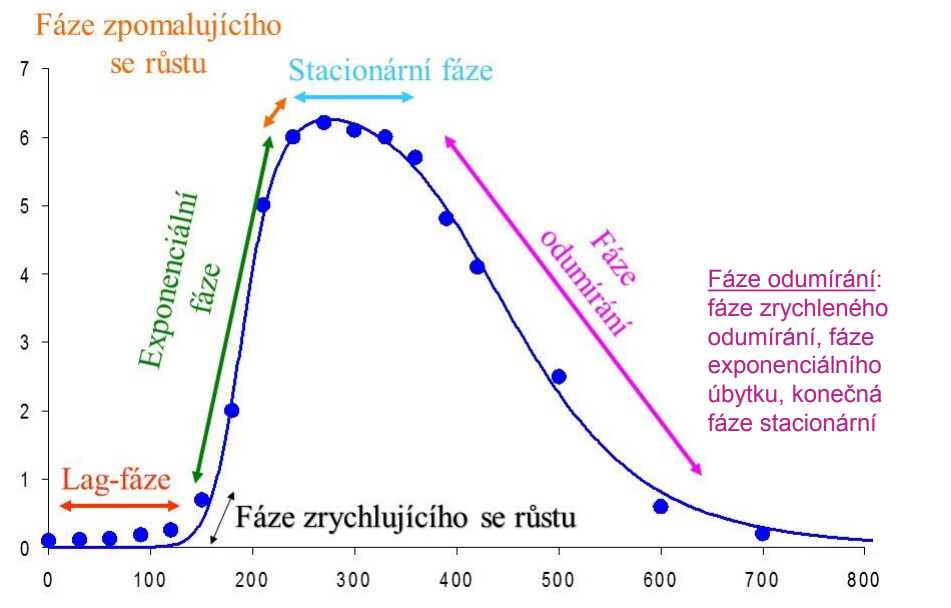 Fáze zpomalujícího
se růstu
Stacionární fáze
Exponenciální
fáze
Fáze
odumírání
Fáze odumírání:
fáze zrychleného
odumírání, fáze
exponenciálního
úbytku, konečná
fáze stacionární
Lag-fáze
Fáze zrychlujícího se růstu
7
6
5
4
3
2
1
0
0 100 200 300 400 500 600 700 800